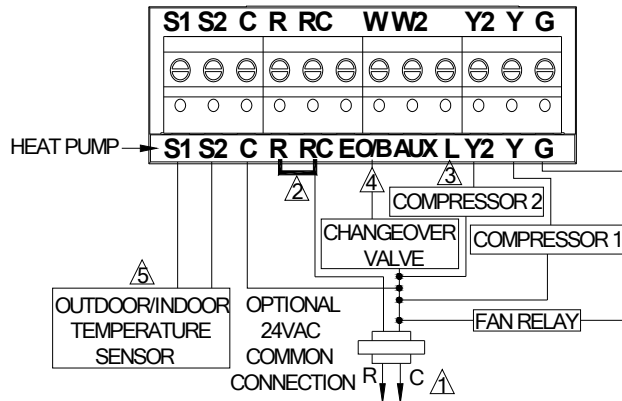 S1 S2 C R RC W W2 Y2 Y G
HEAT PUMP
S1 S2 C R RC E O/B AUX L Y2 Y G
2
4
3
COMPRESSOR 2
CHANGEOVER
VALVE
COMPRESSOR 1
5
OUTDOOR/INDOOR
TEMPERATURE
SENSOR
OPTIONAL
24VAC
COMMON
CONNECTION
FAN RELAY
R C 1